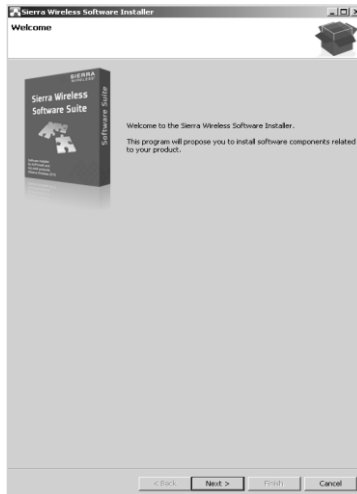 Sierra Wireless Software Installer
Welcome
SIERRA
WIRELESS
Sierra Wireless
Software Suite
Software Suite
Welcome to the Sierra Wireless Software Installer.
This program will propose you to install software components related
to your product.
< Back
Next >
Finish
Cancel